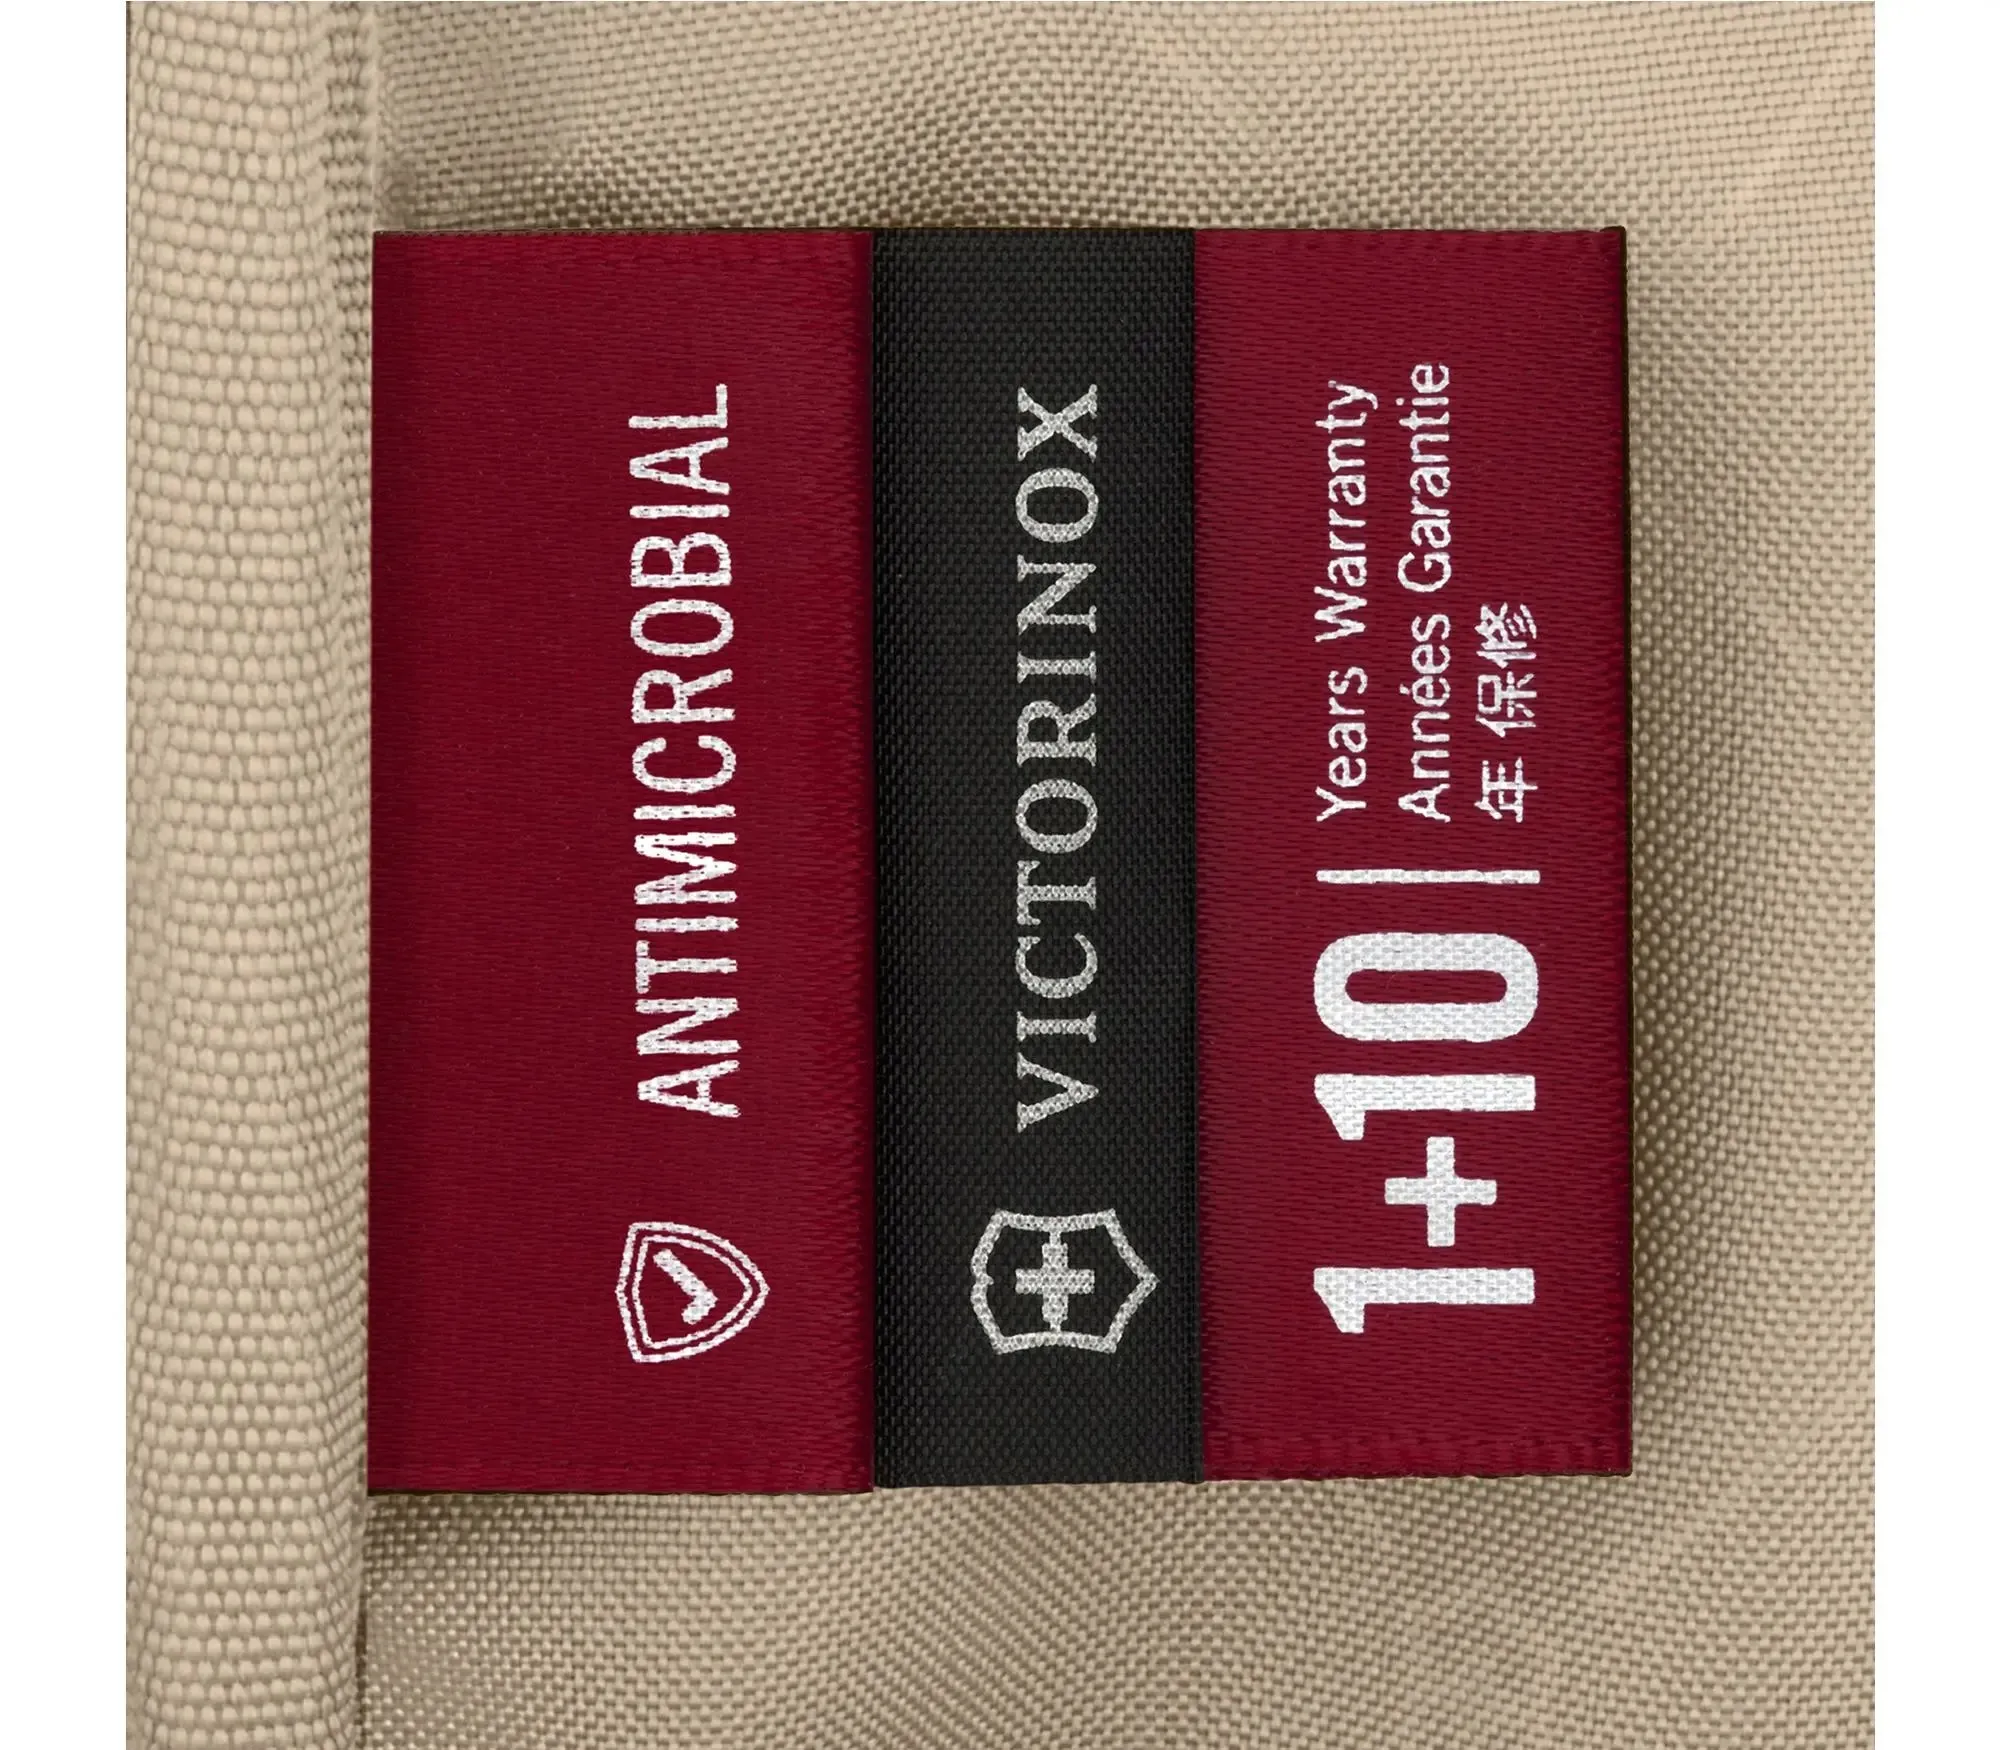 ANTIMICROBIAL
VICTORINOX
1+10
Years Warranty
Années Garantie
年 保修